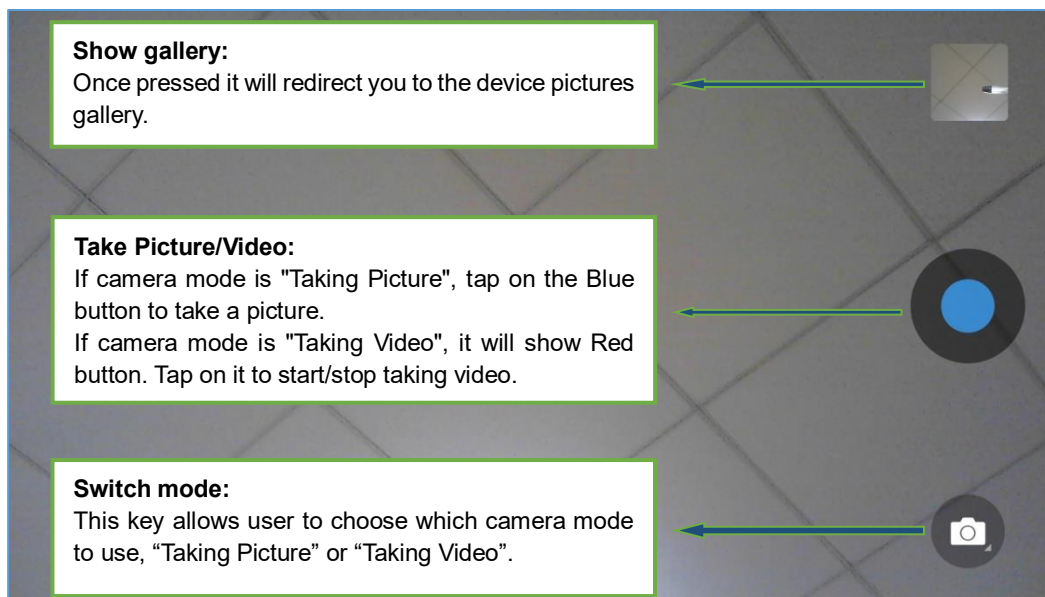 Show gallery:
Once pressed it will redirect you to the device pictures
gallery.
Take Picture/Video:
If camera mode is "Taking Picture", tap on the Blue
button to take a picture.
If camera mode is "Taking Video", it will show Red
button. Tap on it to start/stop taking video.
Switch mode:
This key allows user to choose which camera mode
to use, “Taking Picture” or “Taking Video”.